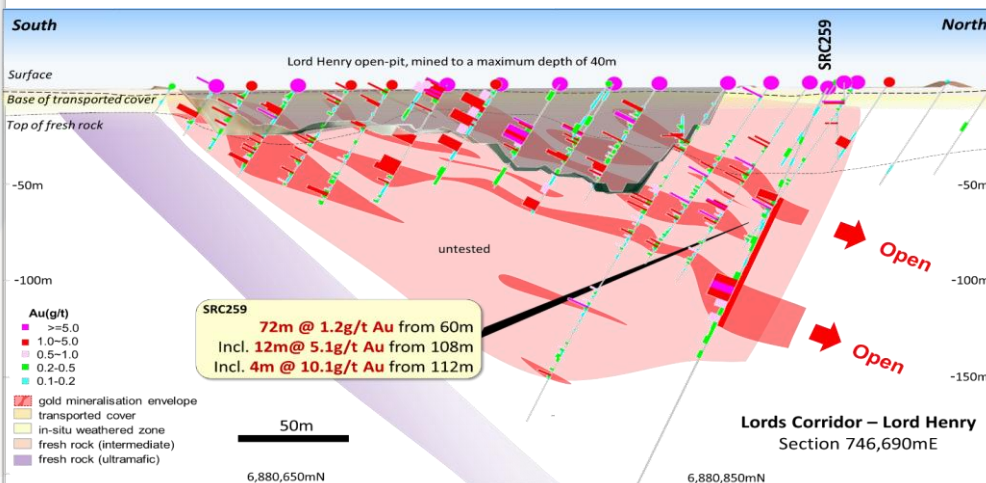 South
North
SRC259
Lord Henry open-pit, mined to a maximum depth of 40m
Surface
Base of transported cover
Top of fresh rock
-50m
-50m
untested
Open
-100m
-100m
Open
-150m
SRC259
72m @ 1.2g/t Au from 60m
Incl. 12m@ 5.1g/t Au from 108m
Incl. 4m @ 10.1g/t Au from 112m
Au(g/t)
>=5.0
1.0~5.0
0.5~1.0
0.2-0.5
0.1-0.2
gold mineralisation envelope
transported cover
in-situ weathered zone
fresh rock (intermediate)
fresh rock (ultramafic)
50m
Lords Corridor – Lord Henry
Section 746,690mE
6,880,650mN
6,880,850mN